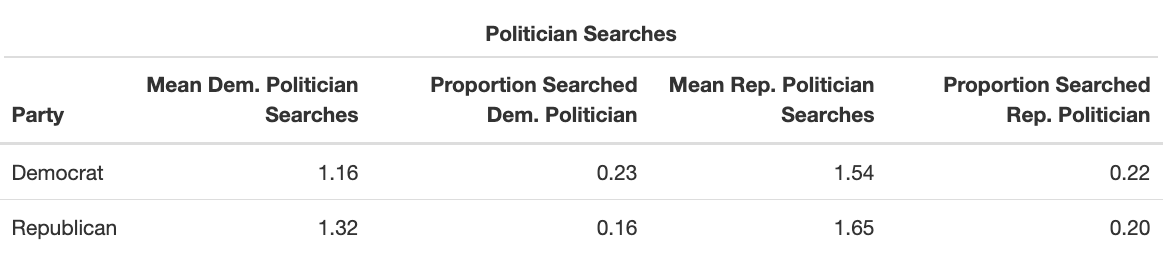 Politician Searches
Party Mean Dem. Politician Searches Proportion Searched Dem. Politician Mean Rep. Politician Searches Proportion Searched Rep. Politician
Democrat 1.16 0.23 1.54 0.22
Republican 1.32 0.16 1.65 0.20